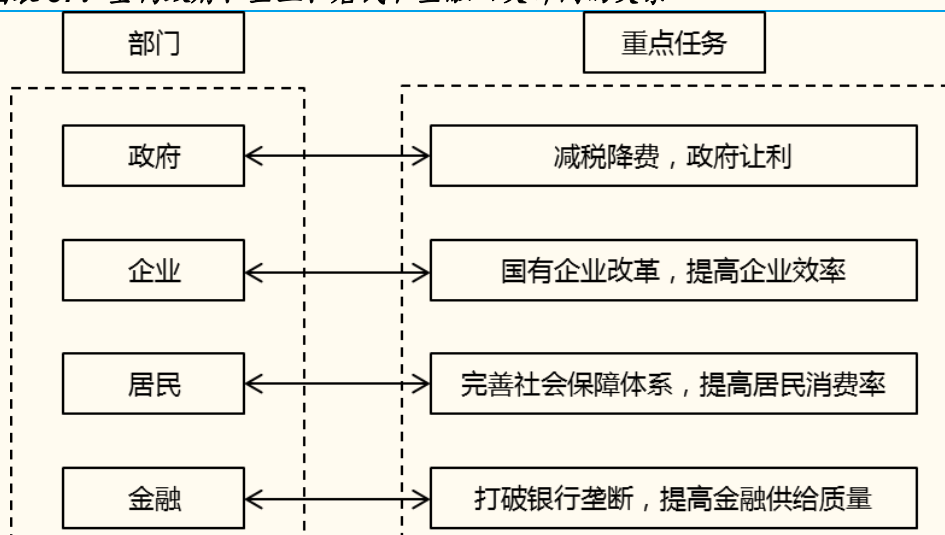 部门 重点任务
政府 减税降费，政府让利
企业 国有企业改革，提高企业效率
居民 完善社会保障体系，提高居民消费率
金融 打破银行垄断，提高金融供给质量